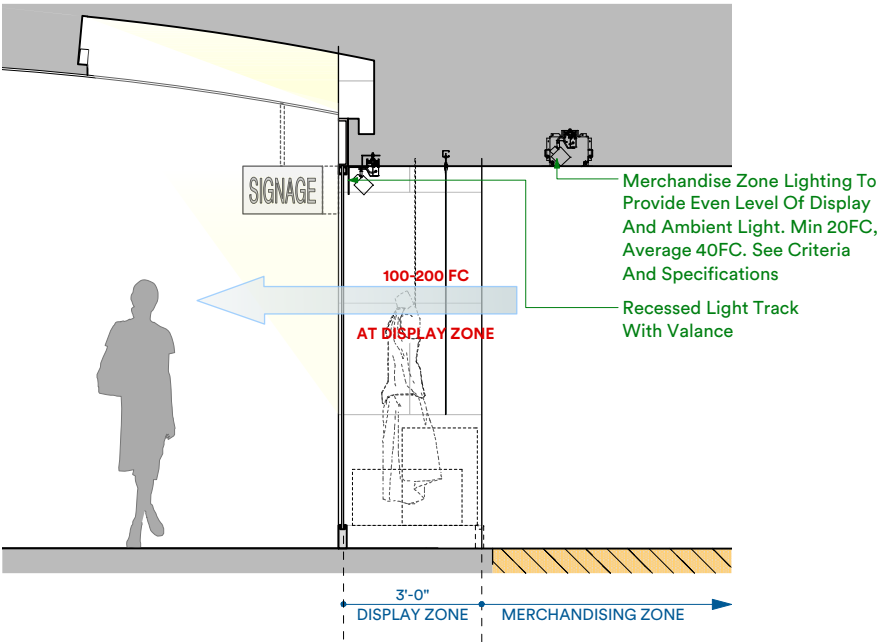 SIGNAGE
Merchandise Zone Lighting To
Provide Even Level Of Display
And Ambient Light. Min 20FC,
Average 40FC. See Criteria
And Specifications
100-200 FC
Recessed Light Track
With Valance
AT DISPLAY ZONE
3'-0"
DISPLAY ZONE
MERCHANDISING ZONE